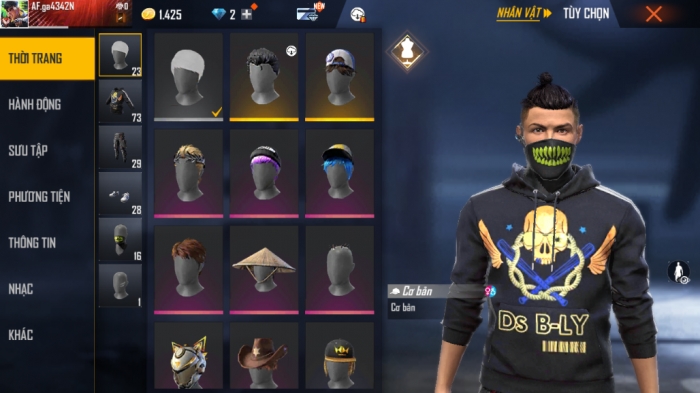 AF.ga4342N
0
1.425
2
NEW
NHÂN VẬT
TÙY CHỌN
THỜI TRANG
HÀNH ĐỘNG
SƯU TẬP
PHƯƠNG TIỆN
THÔNG TIN
NHẠC
KHÁC
23
73
29
28
16
1
Cơ bản
Cơ bản
Ds B-LY